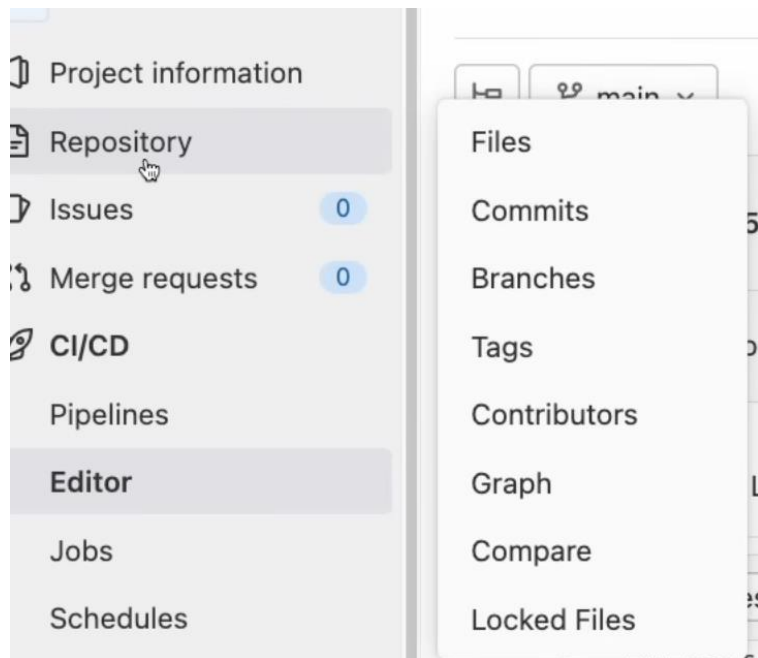 Project information
Repository
Issues 0
Merge requests 0
CI/CD
Pipelines
Editor
Jobs
Schedules
main
Files
Commits
Branches
Tags
Contributors
Graph
Compare
Locked Files